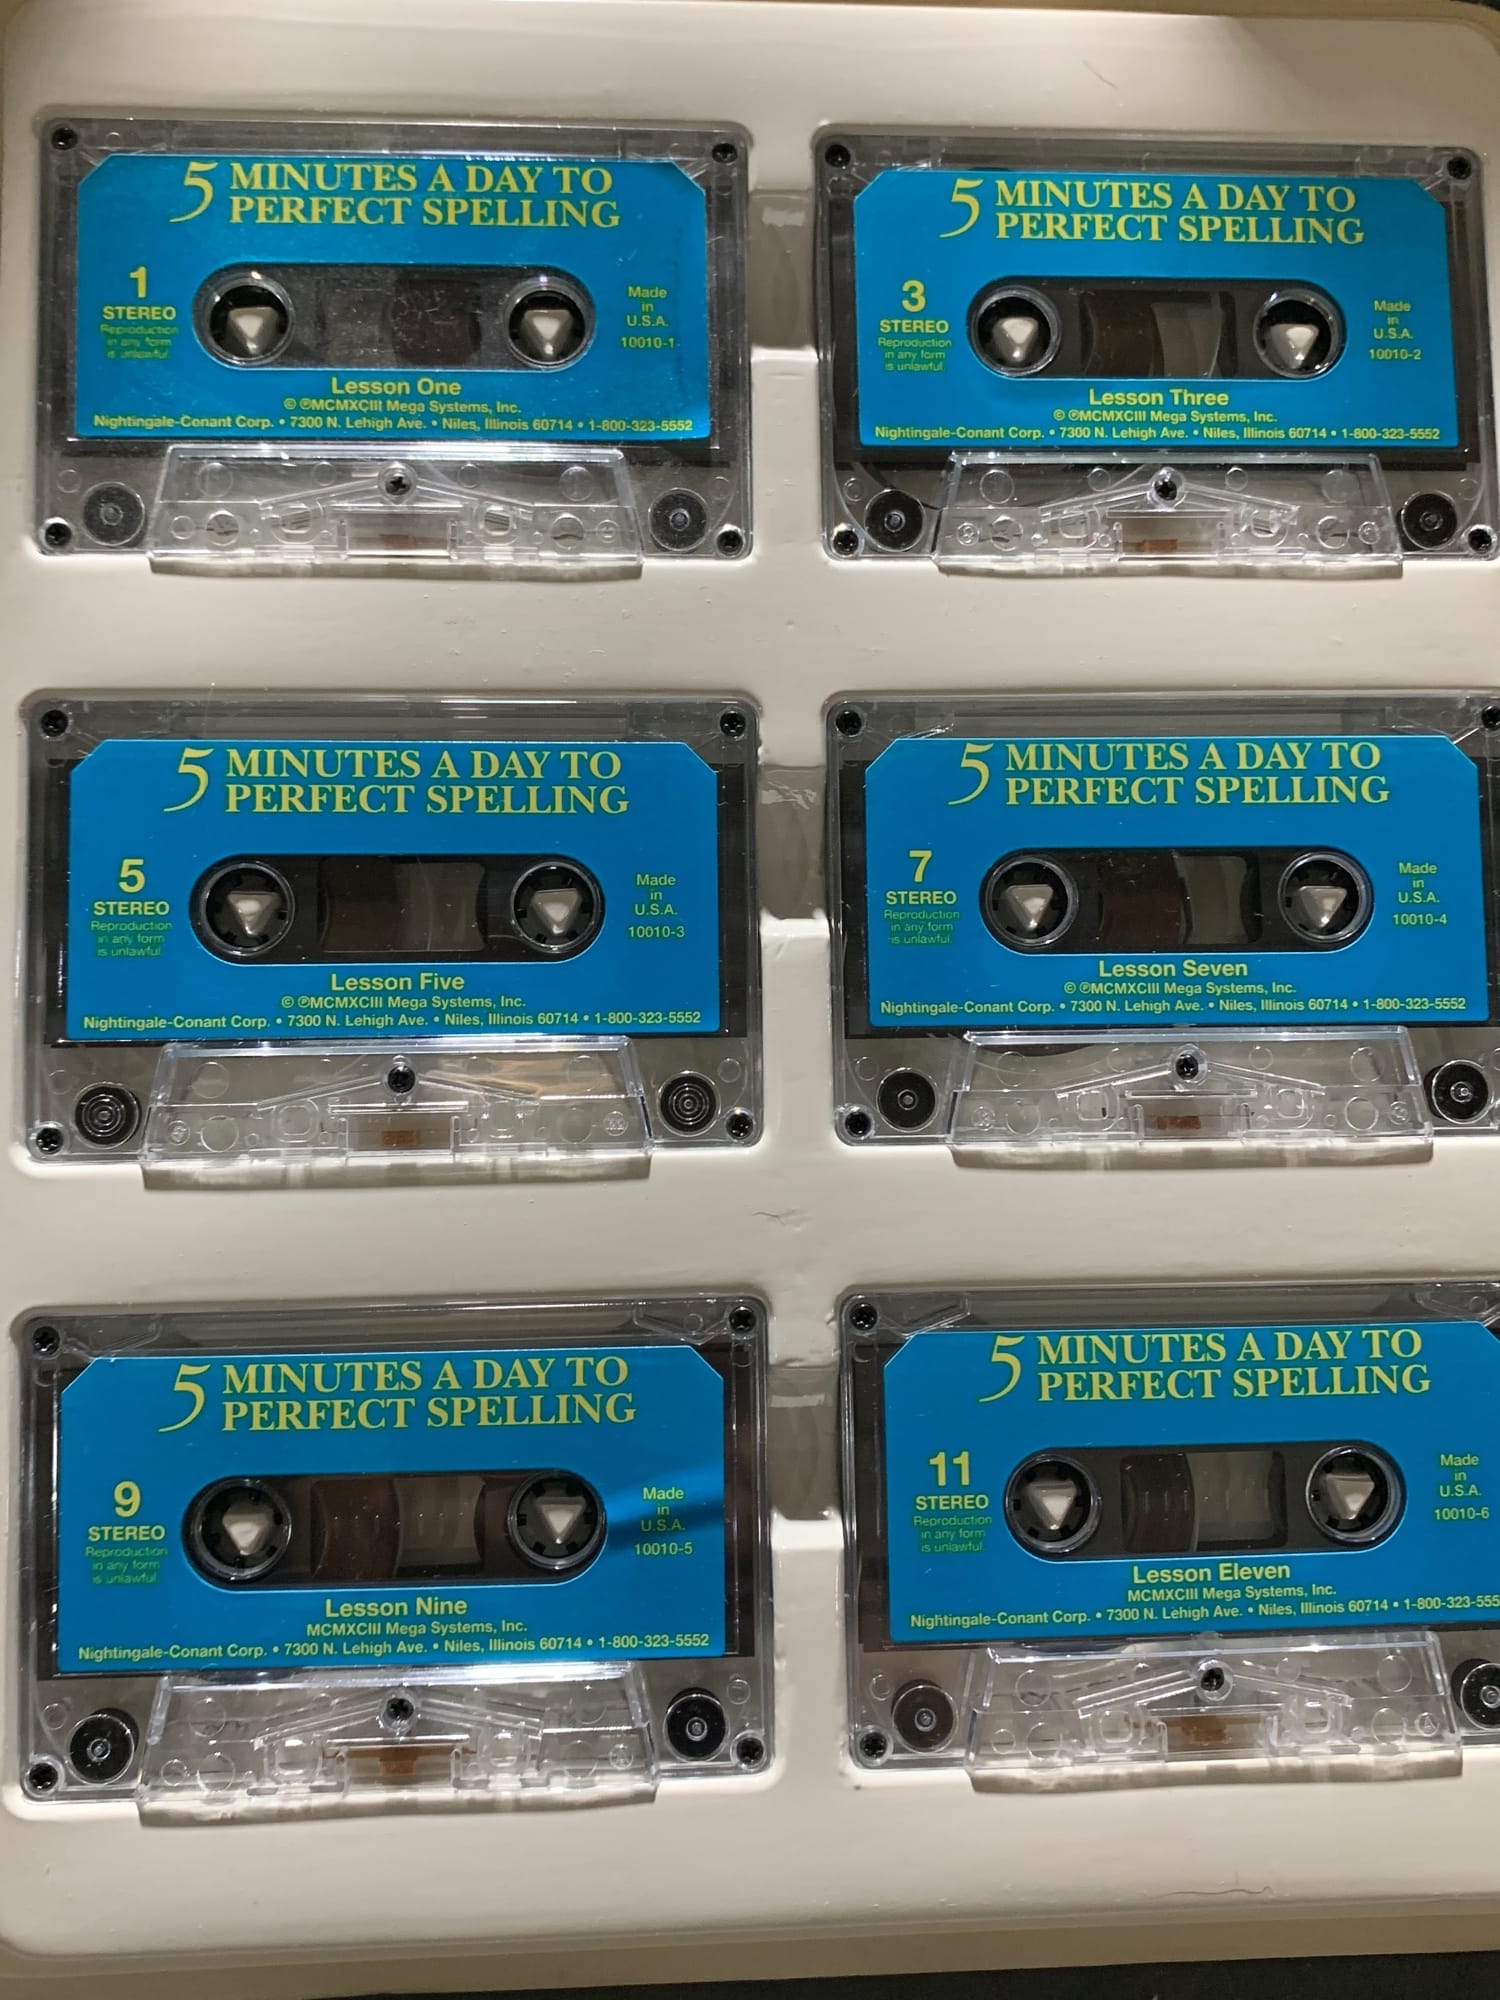 5 MINUTES A DAY TO
PERFECT SPELLING
1
STEREO
Reproduction
in any form
is unlawful.
Made
in
U.S.A.
10010-1
Lesson One
© ℗MCMXCIII Mega Systems, Inc.
Nightingale-Conant Corp. • 7300 N. Lehigh Ave. • Niles, Illinois 60714 • 1-800-323-5552
5 MINUTES A DAY TO
PERFECT SPELLING
3
STEREO
Reproduction
in any form
is unlawful.
Made
in
U.S.A.
10010-2
Lesson Three
© ℗MCMXCIII Mega Systems, Inc.
Nightingale-Conant Corp. • 7300 N. Lehigh Ave. • Niles, Illinois 60714 • 1-800-323-5552
5 MINUTES A DAY TO
PERFECT SPELLING
5
STEREO
Reproduction
in any form
is unlawful.
Made
in
U.S.A.
10010-3
Lesson Five
© ℗MCMXCIII Mega Systems, Inc.
Nightingale-Conant Corp. • 7300 N. Lehigh Ave. • Niles, Illinois 60714 • 1-800-323-5552
5 MINUTES A DAY TO
PERFECT SPELLING
7
STEREO
Reproduction
in any form
is unlawful.
Made
in
U.S.A.
10010-4
Lesson Seven
© ℗MCMXCIII Mega Systems, Inc.
Nightingale-Conant Corp. • 7300 N. Lehigh Ave. • Niles, Illinois 60714 • 1-800-323-5552
5 MINUTES A DAY TO
PERFECT SPELLING
9
STEREO
Reproduction
in any form
is unlawful.
Made
in
U.S.A.
10010-5
Lesson Nine
MCMXCIII Mega Systems, Inc.
Nightingale-Conant Corp. • 7300 N. Lehigh Ave. • Niles, Illinois 60714 • 1-800-323-5552
5 MINUTES A DAY TO
PERFECT SPELLING
11
STEREO
Reproduction
in any form
is unlawful.
Made
in
U.S.A.
10010-6
Lesson Eleven
MCMXCIII Mega Systems, Inc.
Nightingale-Conant Corp. • 7300 N. Lehigh Ave. • Niles, Illinois 60714 • 1-800-323-555